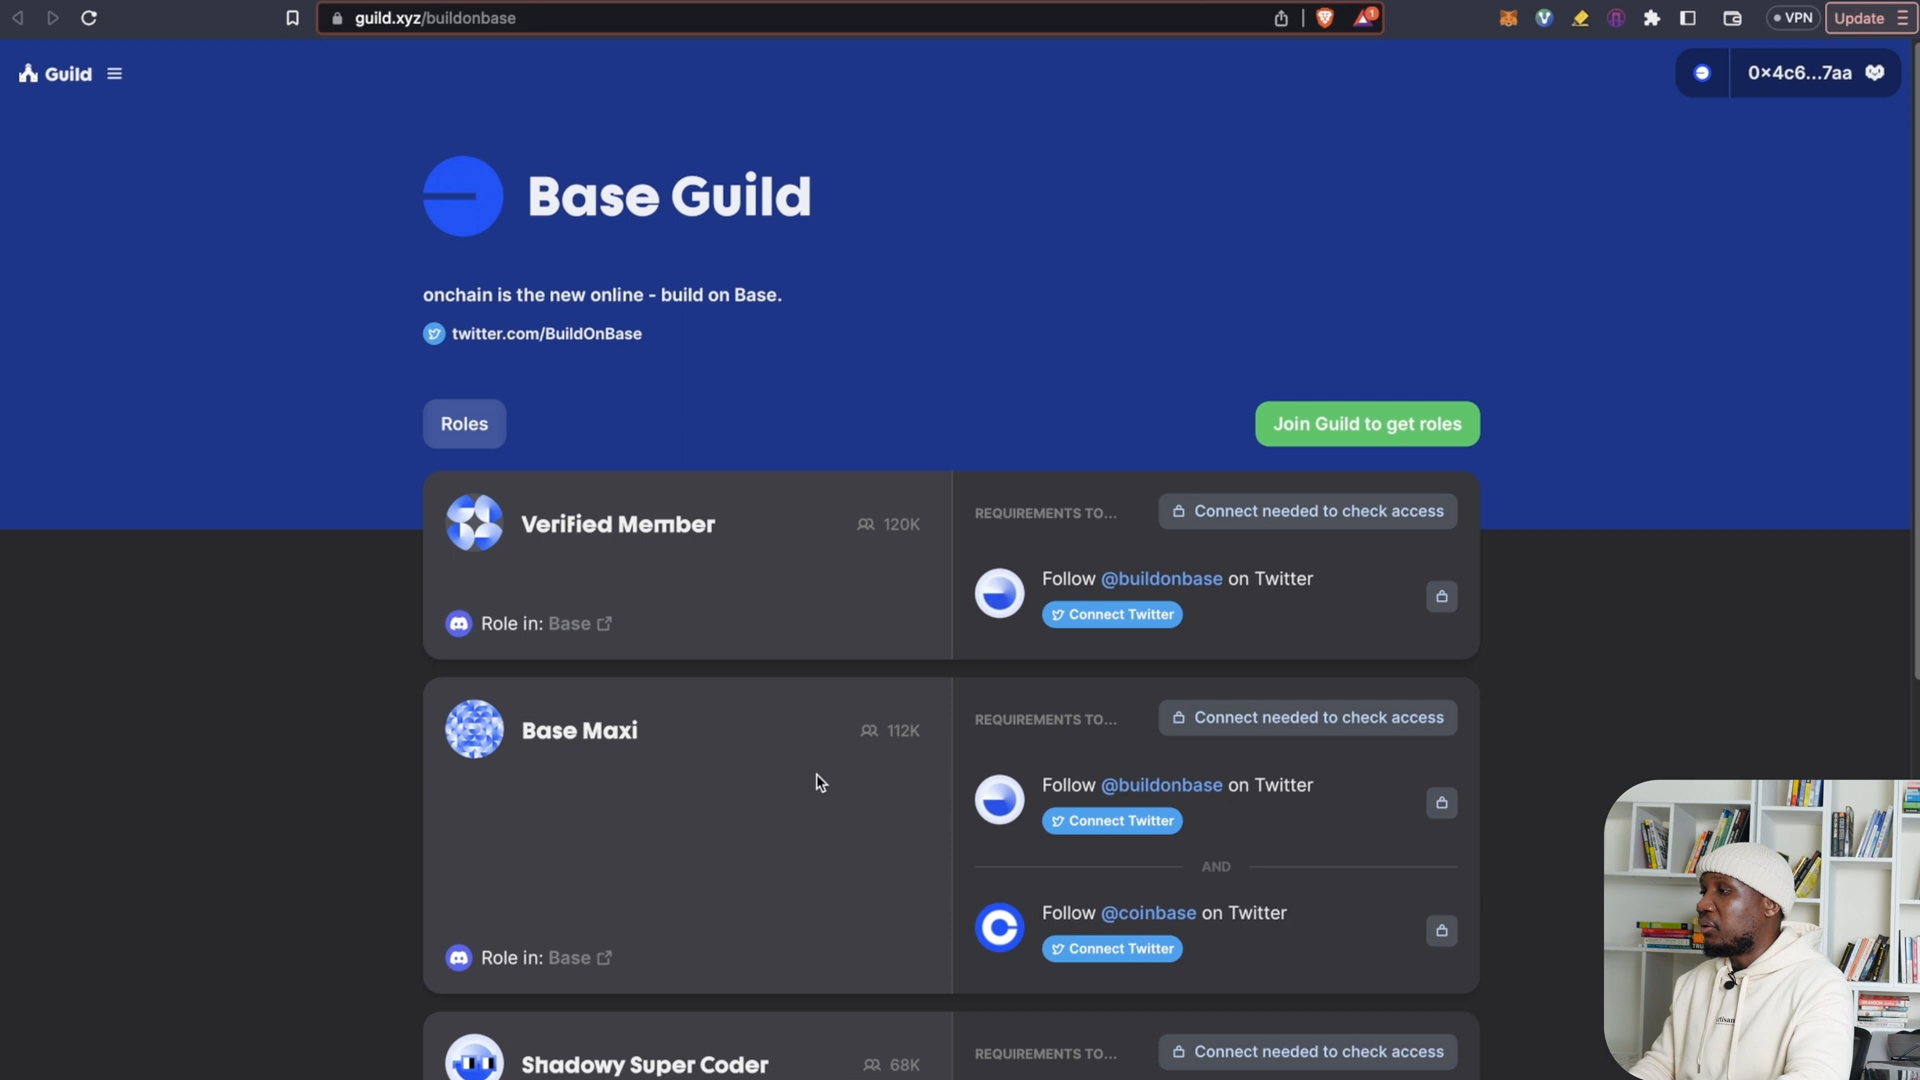 guild.xyz/buildonbase
1
VPN
Update
Guild
0×4c6...7aa
Base Guild
onchain is the new online - build on Base.
twitter.com/BuildOnBase
Roles
Join Guild to get roles
Verified Member
120K
REQUIREMENTS TO...
Connect needed to check access
Follow @buildonbase on Twitter
Connect Twitter
Role in: Base
Base Maxi
112K
REQUIREMENTS TO...
Connect needed to check access
Follow @buildonbase on Twitter
Connect Twitter
AND
Follow @coinbase on Twitter
Connect Twitter
Role in: Base
Shadowy Super Coder
68K
REQUIREMENTS TO...
Connect needed to check access